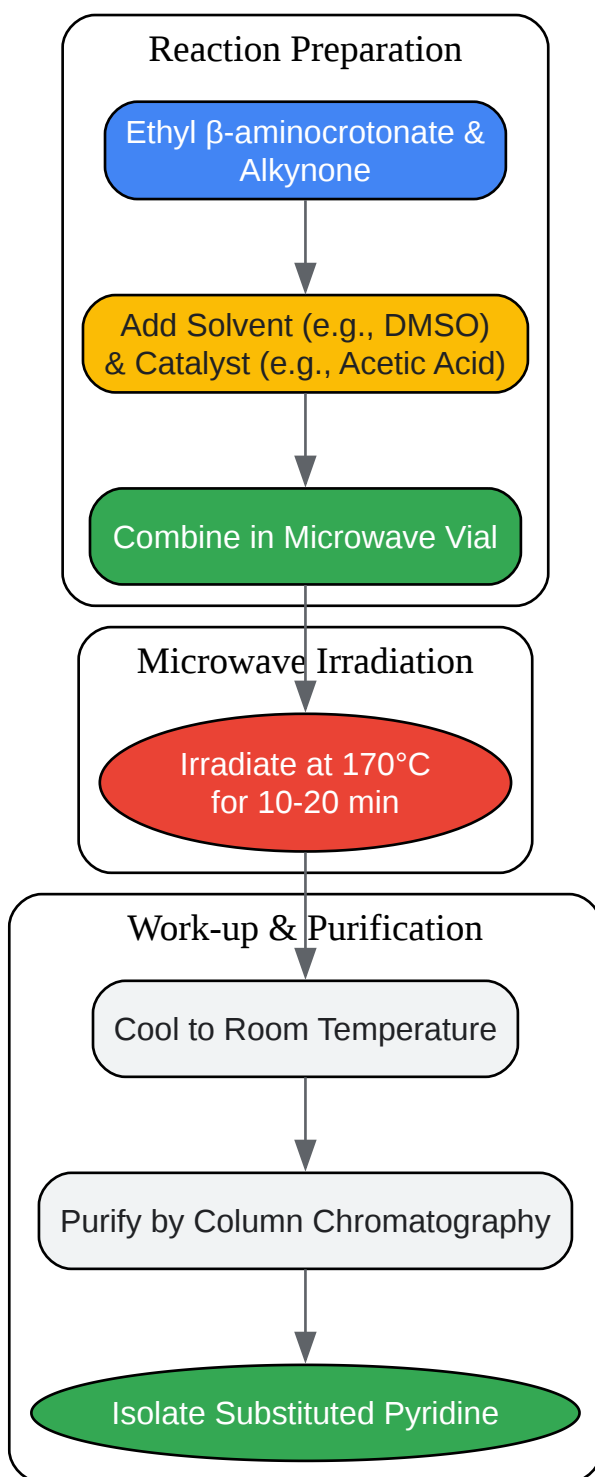 Reaction Preparation
Ethyl β-aminocrotonate &
Alkynone
Add Solvent (e.g., DMSO)
& Catalyst (e.g., Acetic Acid)
Combine in Microwave Vial
Microwave Irradiation
Irradiate at 170°C
for 10-20 min
Work-up & Purification
Cool to Room Temperature
Purify by Column Chromatography
Isolate Substituted Pyridine